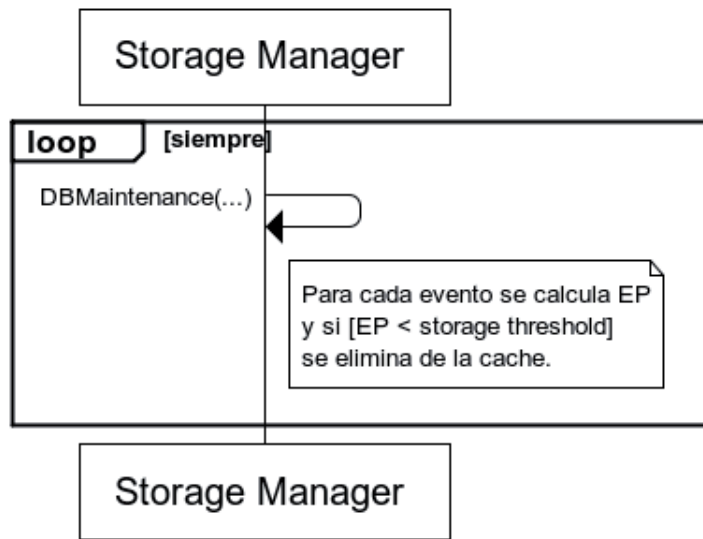 Storage Manager
loop [siempre]
DBMaintenance(...)
Para cada evento se calcula EP
y si [EP < storage threshold]
se elimina de la cache.
Storage Manager